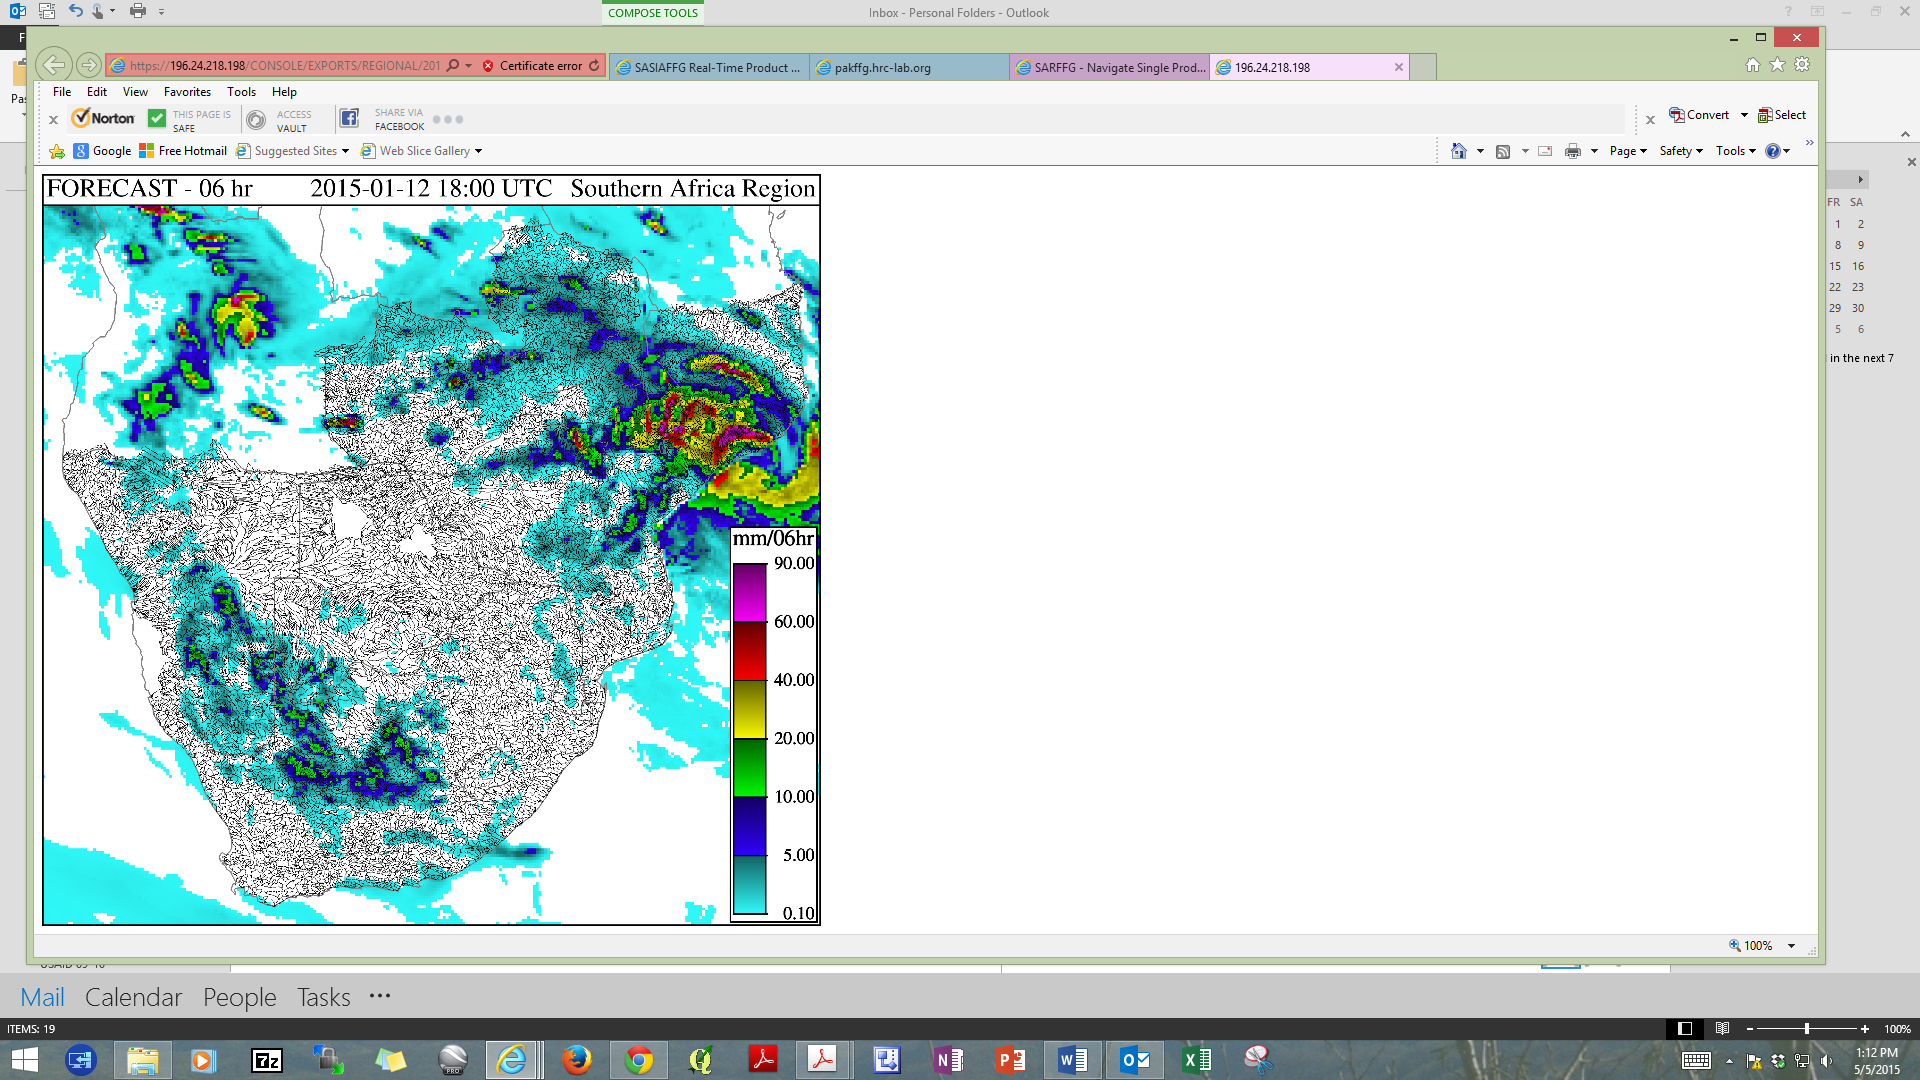 COMPOSE TOOLS
Inbox - Personal Folders - Outlook
https://196.24.218.198/CONSOLE/EXPORTS/REGIONAL/201
Certificate error
SASIAFFG Real-Time Product ...
pakffg.hrc-lab.org
SARFFG - Navigate Single Prod...
196.24.218.198
File Edit View Favorites Tools Help
Norton
THIS PAGE IS
SAFE
ACCESS
VAULT
SHARE VIA
FACEBOOK
Convert
Select
Google
Free Hotmail
Suggested Sites
Web Slice Gallery
Page
Safety
Tools
FORECAST - 06 hr 2015-01-12 18:00 UTC Southern Africa Region
mm/06hr
90.00
60.00
40.00
20.00
10.00
5.00
0.10
FR SA
1 2
8 9
15 16
22 23
29 30
5 6
in the next 7
100%
Mail Calendar People Tasks ...
ITEMS: 19
100%
7z
PRO
1:12 PM
5/5/2015